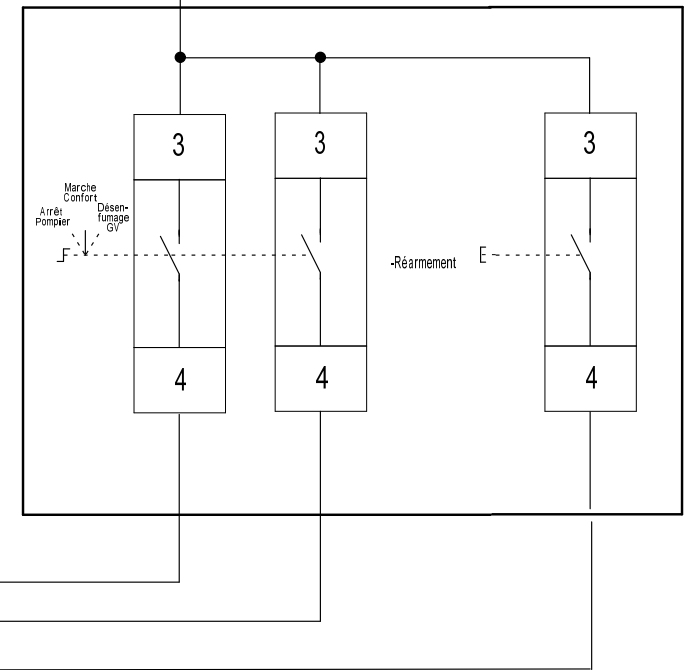 3
3
3
Marche
Confort
Arrêt
Pompier
Désen-
fumage
GV
-Réarmement
4
4
4